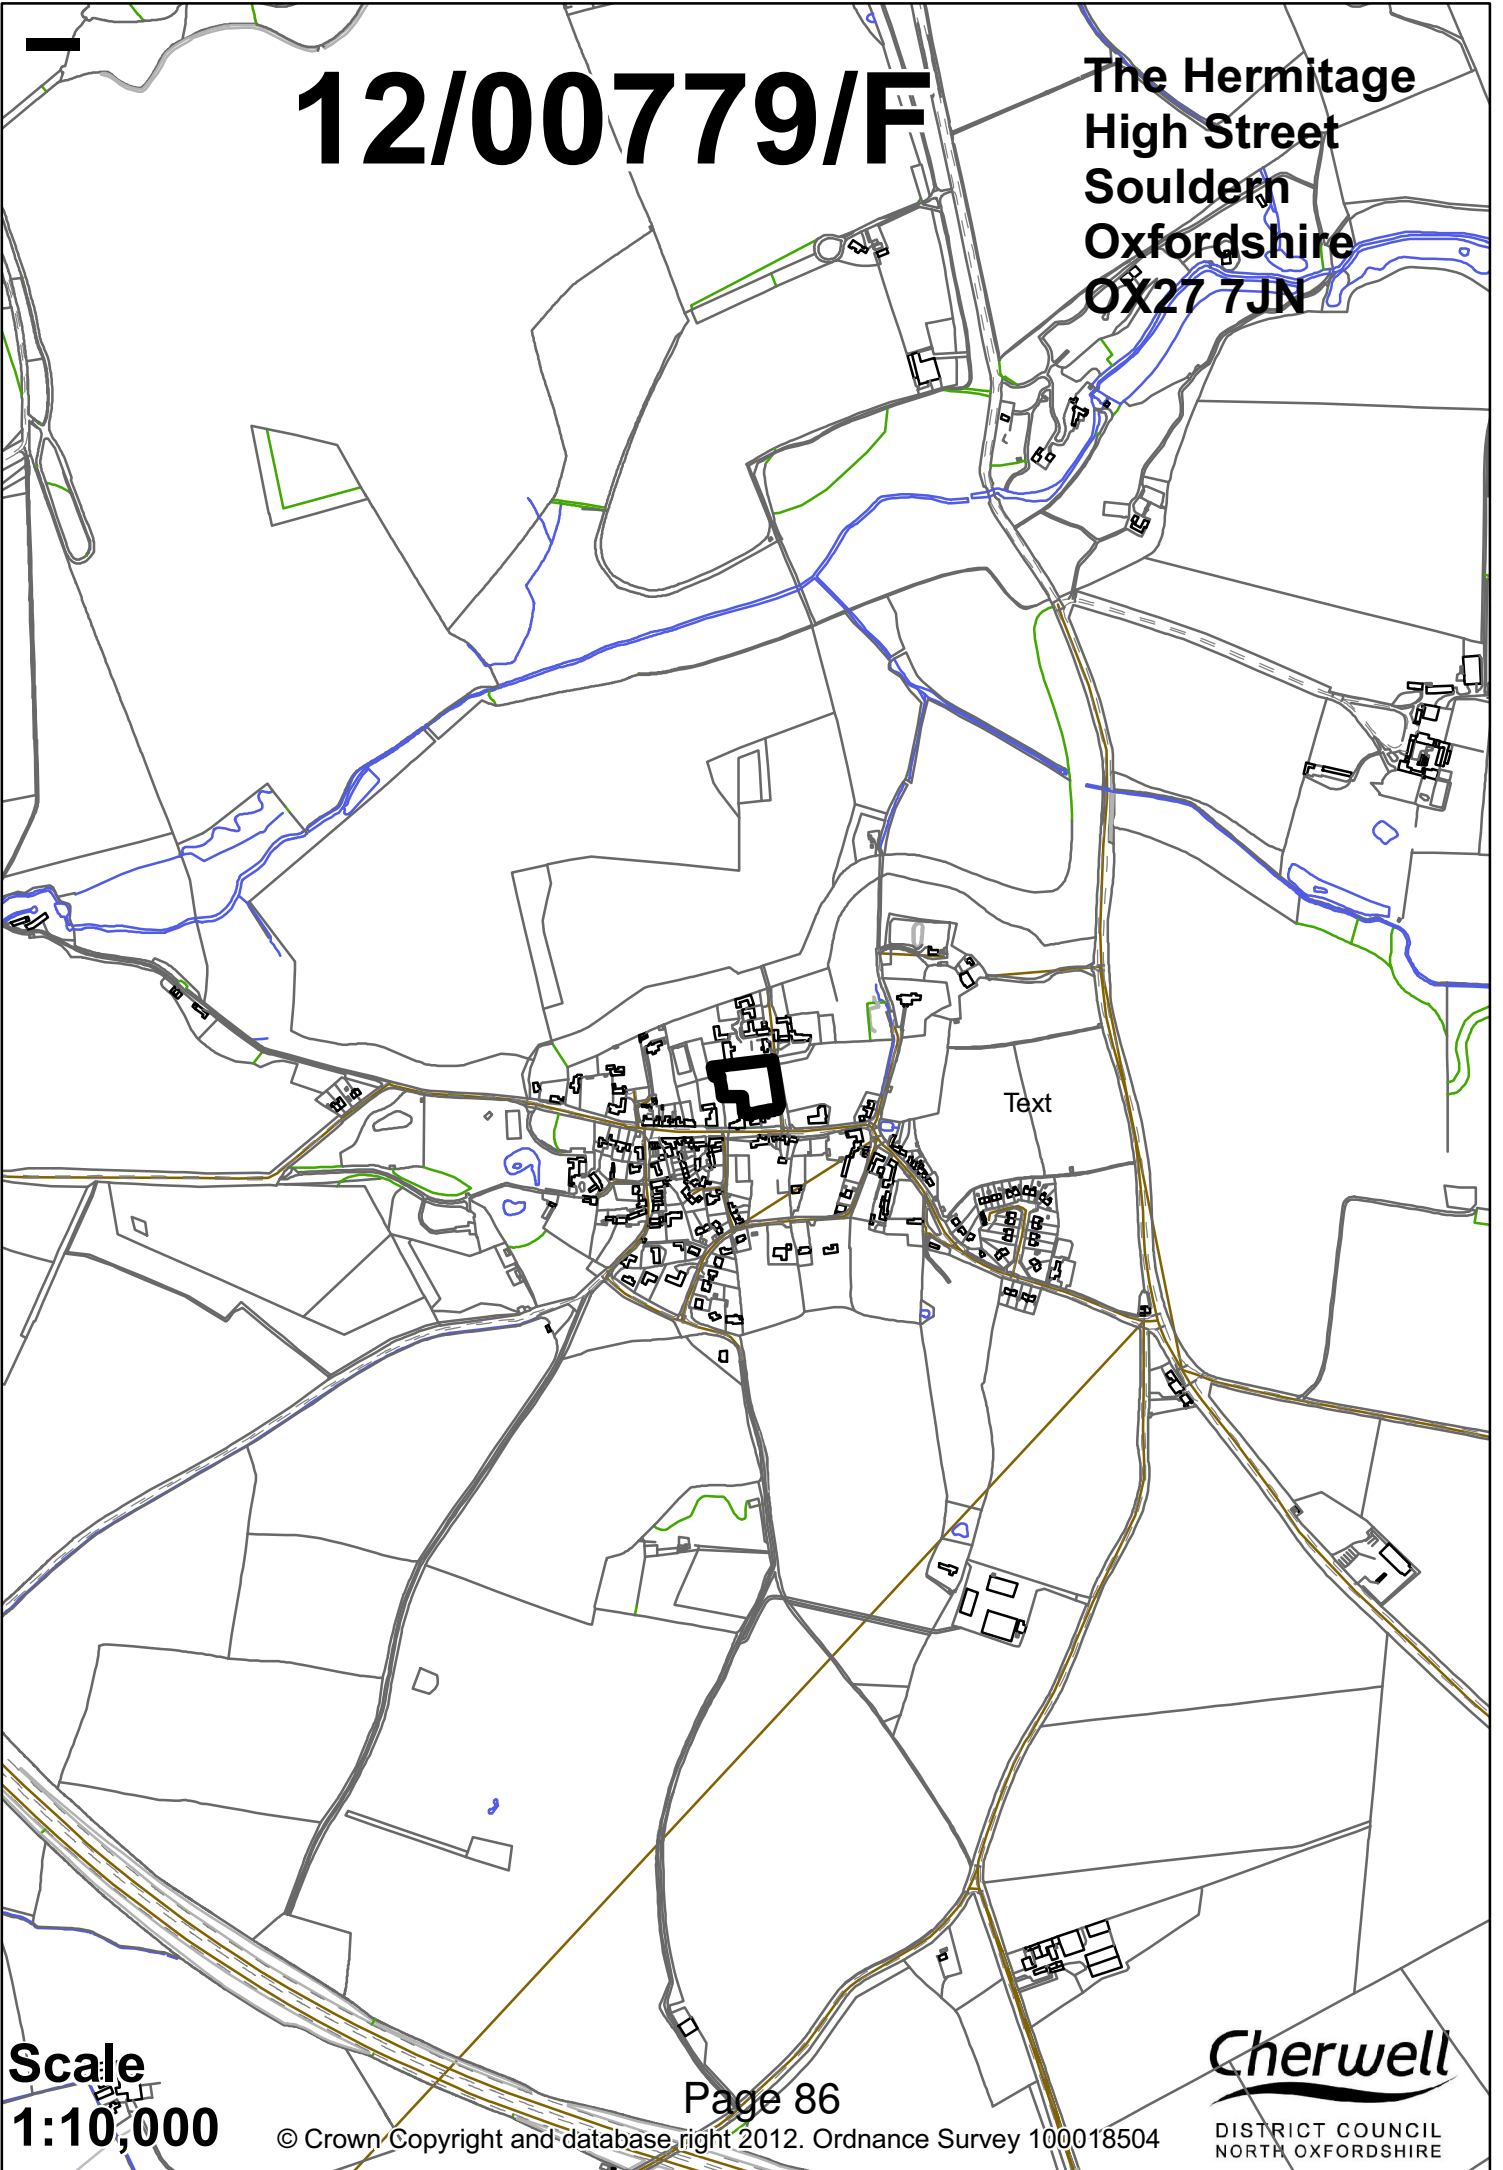 12/00779/F
The Hermitage
High Street
Souldern
Oxfordshire
OX27 7JN
Text
Scale
1:10,000
Page 86
© Crown Copyright and database right 2012. Ordnance Survey 100018504
Cherwell
DISTRICT COUNCIL
NORTH OXFORDSHIRE